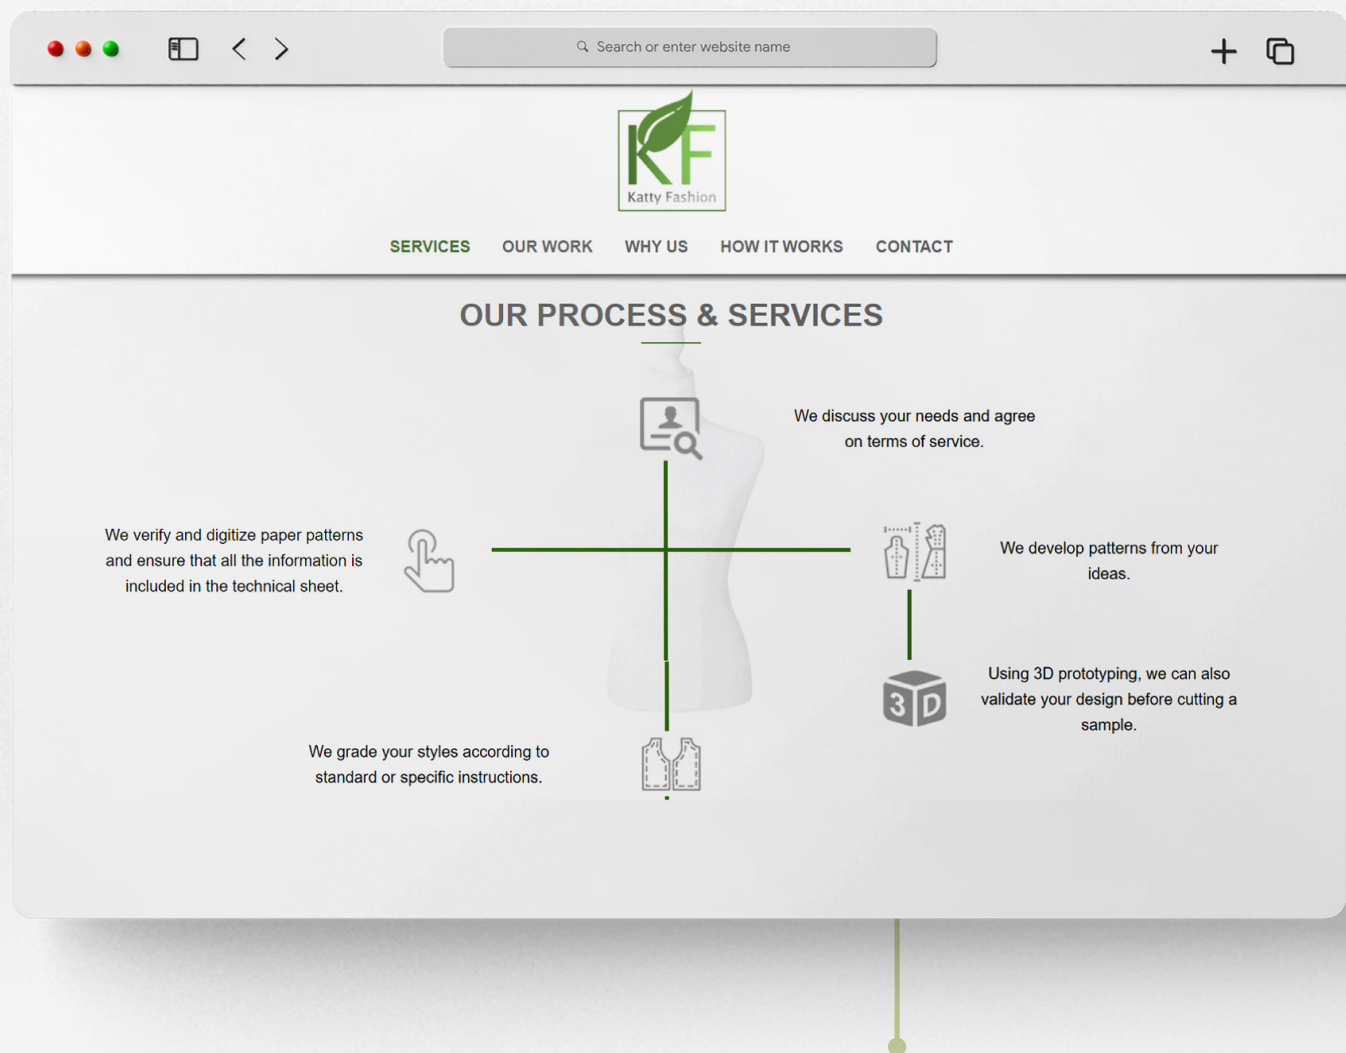 Search or enter website name
KF
Katty Fashion
SERVICES OUR WORK WHY US HOW IT WORKS CONTACT
OUR PROCESS & SERVICES
We discuss your needs and agree
on terms of service.
We verify and digitize paper patterns
and ensure that all the information is
included in the technical sheet.
We develop patterns from your
ideas.
Using 3D prototyping, we can also
validate your design before cutting a
sample.
3D
We grade your styles according to
standard or specific instructions.